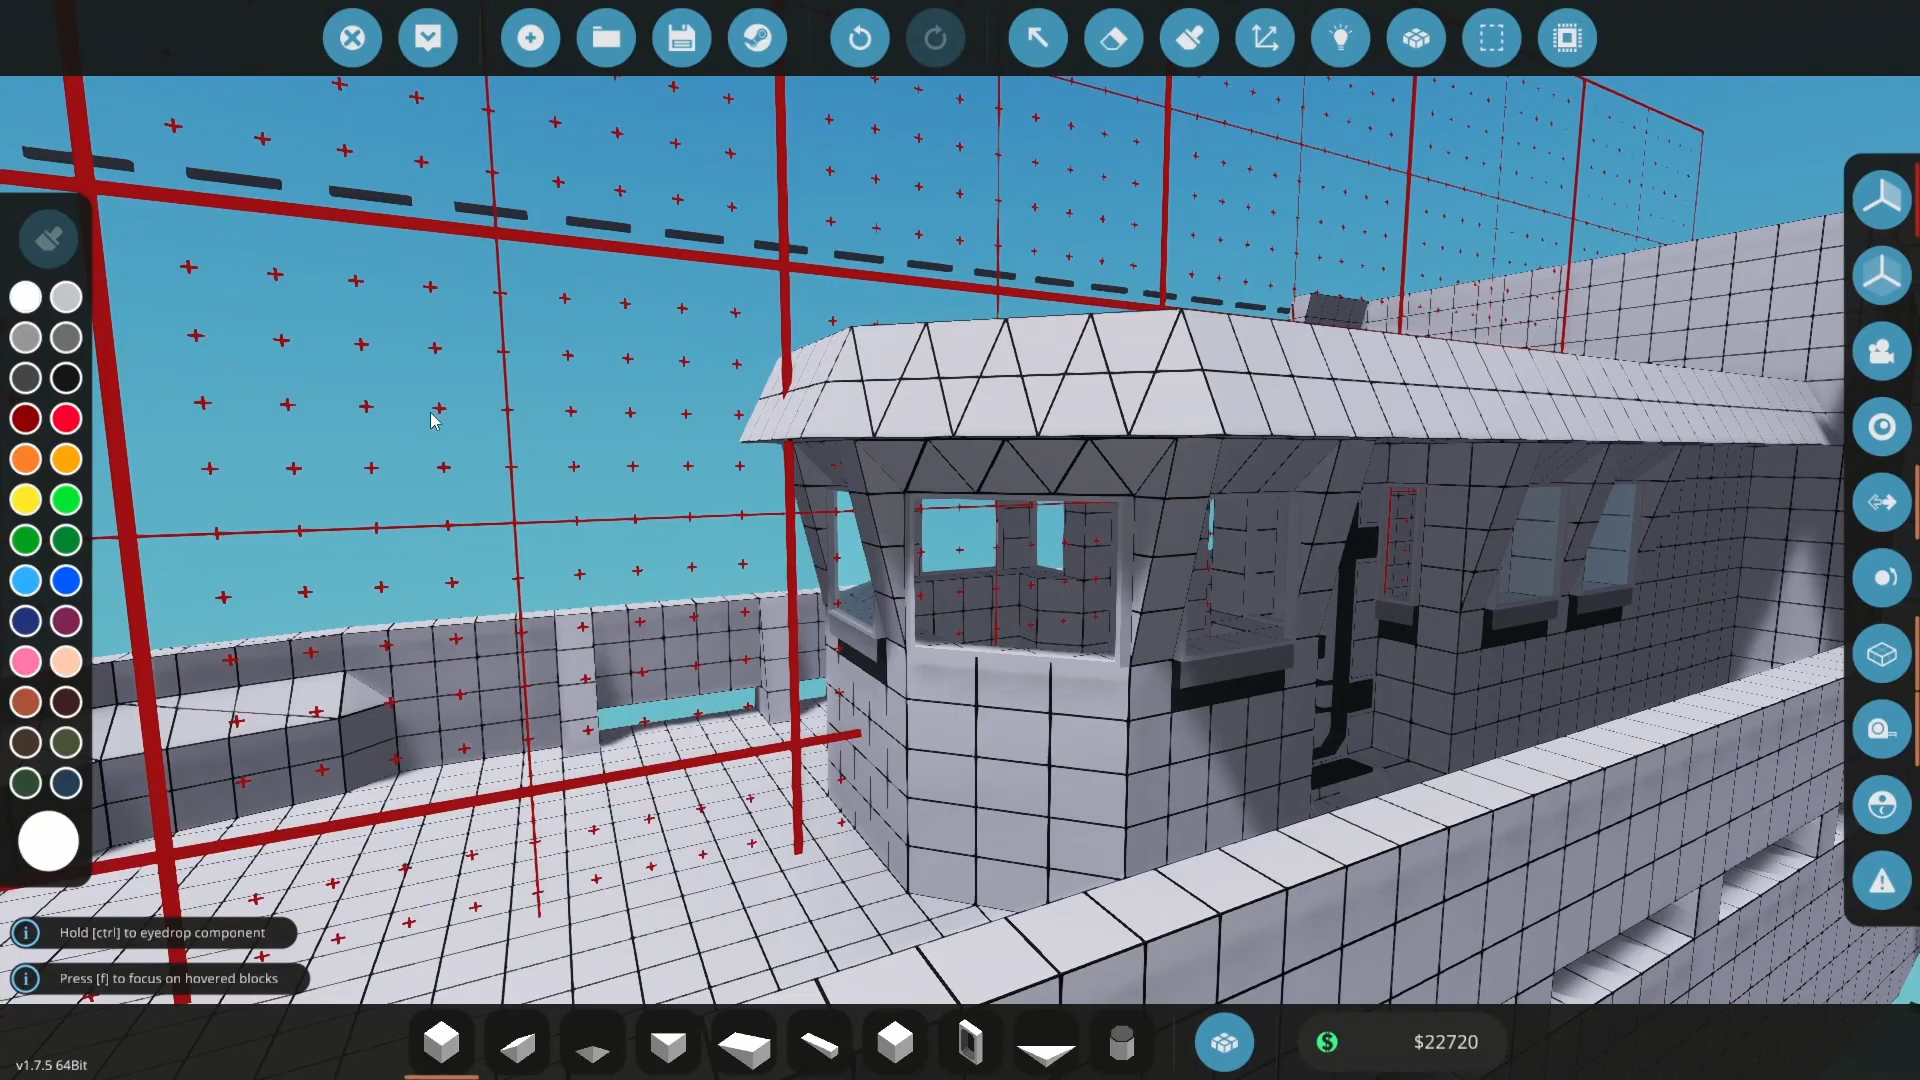 Hold [ctrl] to eyedrop component
Press [f] to focus on hovered blocks
$22720
v1.7.5 64Bit